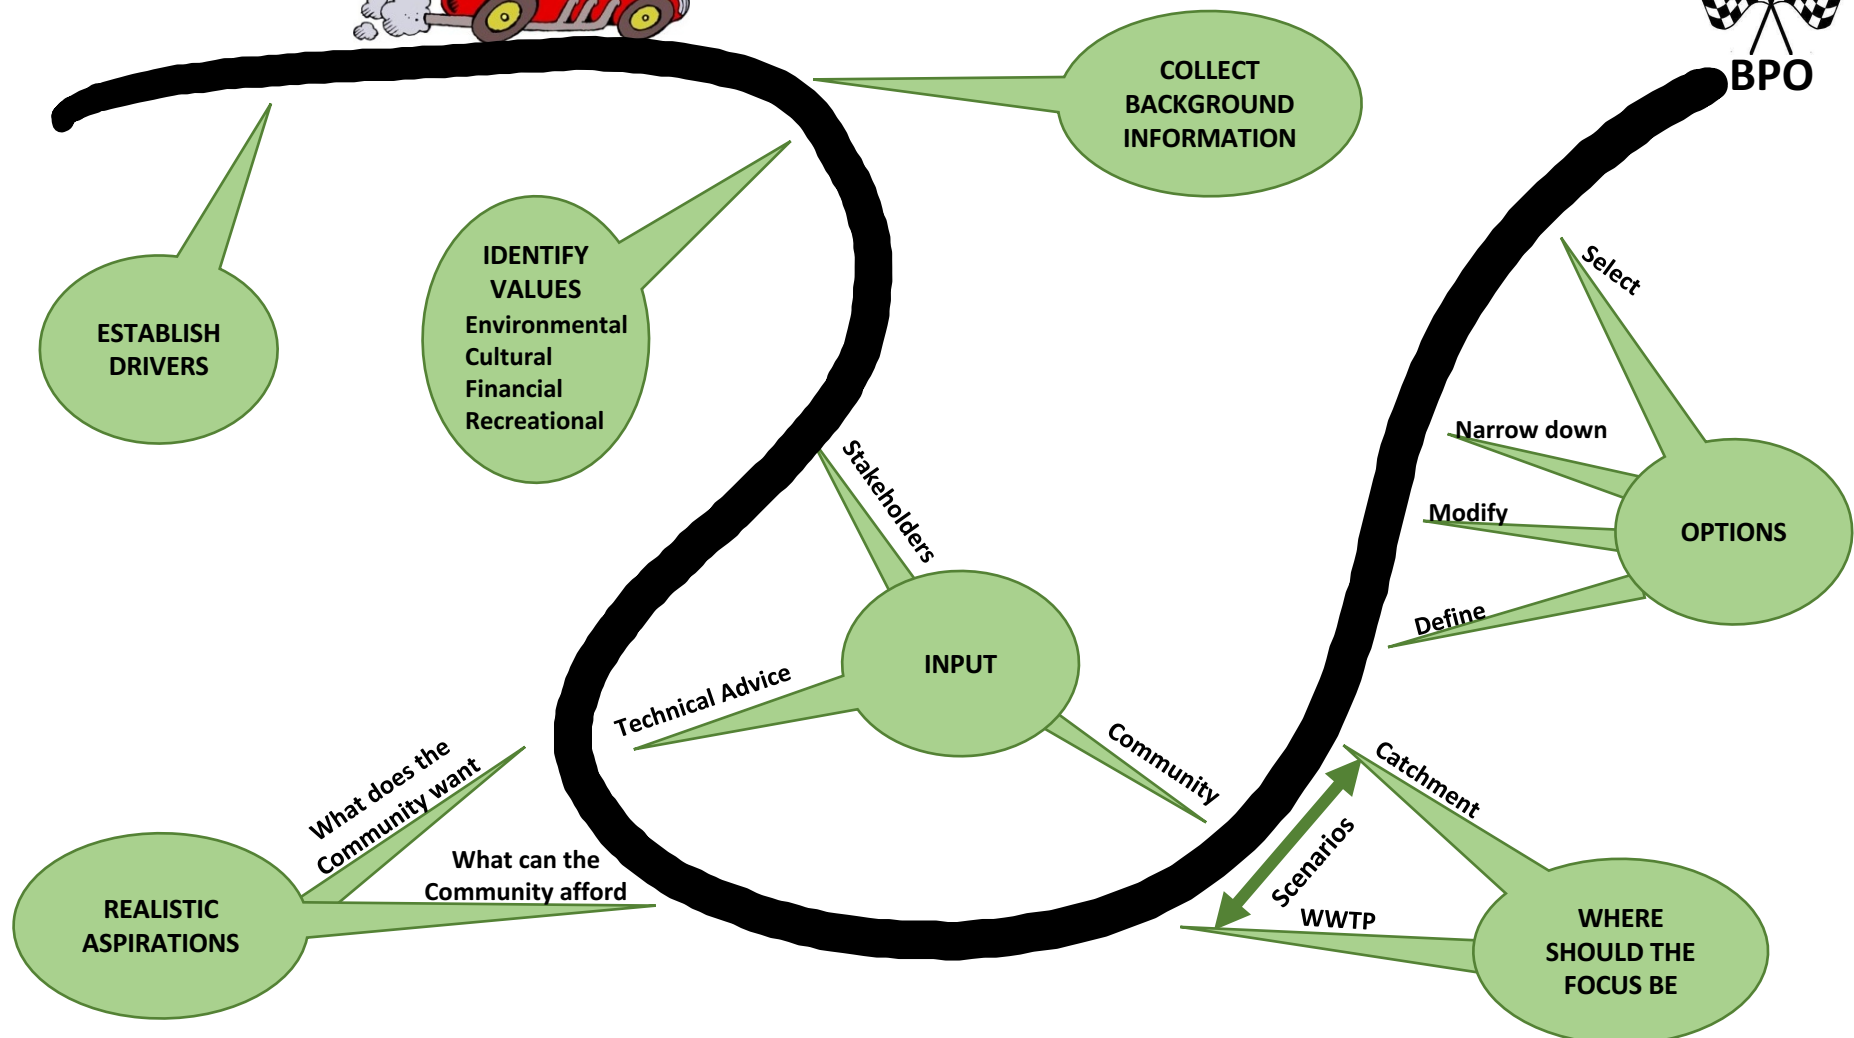 BPO
COLLECT
BACKGROUND
INFORMATION
ESTABLISH
DRIVERS
IDENTIFY
VALUES
Environmental
Cultural
Financial
Recreational
Stakeholders
Technical Advice
Community
INPUT
What does the
Community want
What can the
Community afford
REALISTIC
ASPIRATIONS
Catchment
Scenarios
WWTP
WHERE
SHOULD THE
FOCUS BE
Define
Modify
Narrow down
Select
OPTIONS